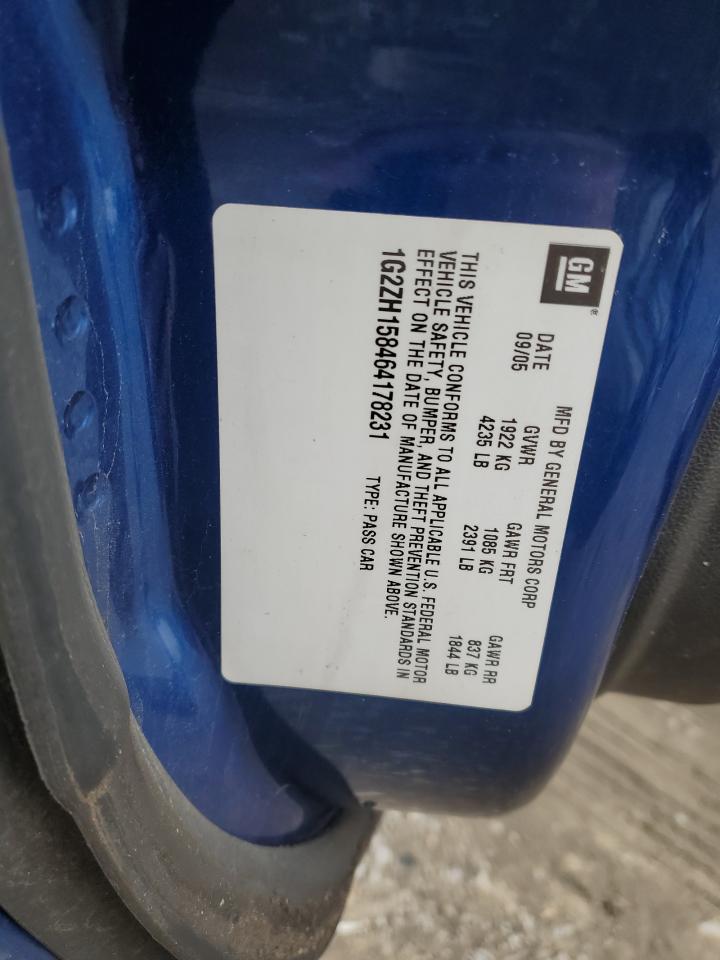 GM®
MFD BY GENERAL MOTORS CORP
DATE GVWR GAWR FRT GAWR RR
09/05 1922 KG 1085 KG 837 KG
4235 LB 2391 LB 1844 LB
THIS VEHICLE CONFORMS TO ALL APPLICABLE U.S. FEDERAL MOTOR
VEHICLE SAFETY, BUMPER, AND THEFT PREVENTION STANDARDS IN
EFFECT ON THE DATE OF MANUFACTURE SHOWN ABOVE.
1G2ZH158464178231 TYPE: PASS CAR